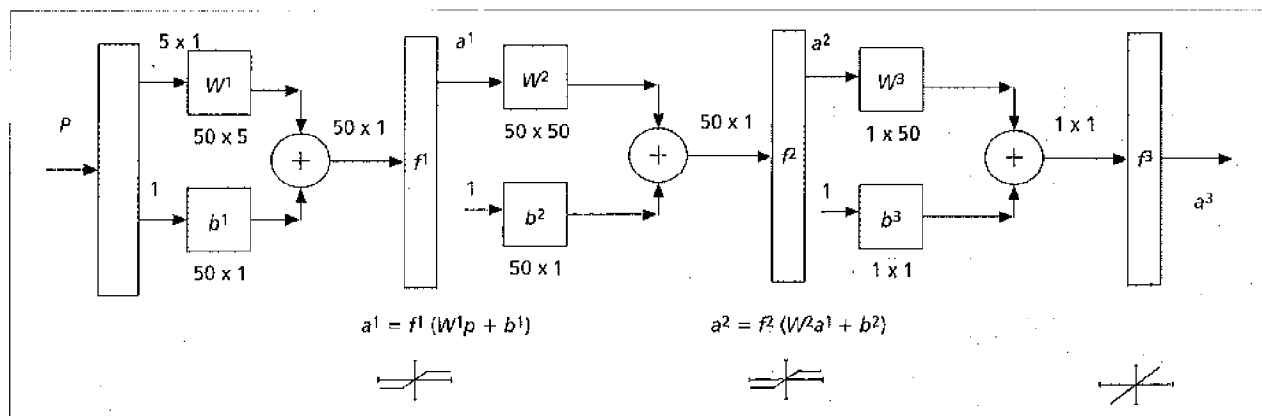 5 x 1
a¹
a²
W¹
W²
W³
P
50 x 5
50 x 1
50 x 50
50 x 1
1 x 50
1 x 1
+
f¹
+
f²
+
f³
1
1
1
b¹
b²
b³
a³
50 x 1
50 x 1
1 x 1
a¹ = f¹ (W¹p + b¹)
a² = f² (W²a¹ + b²)